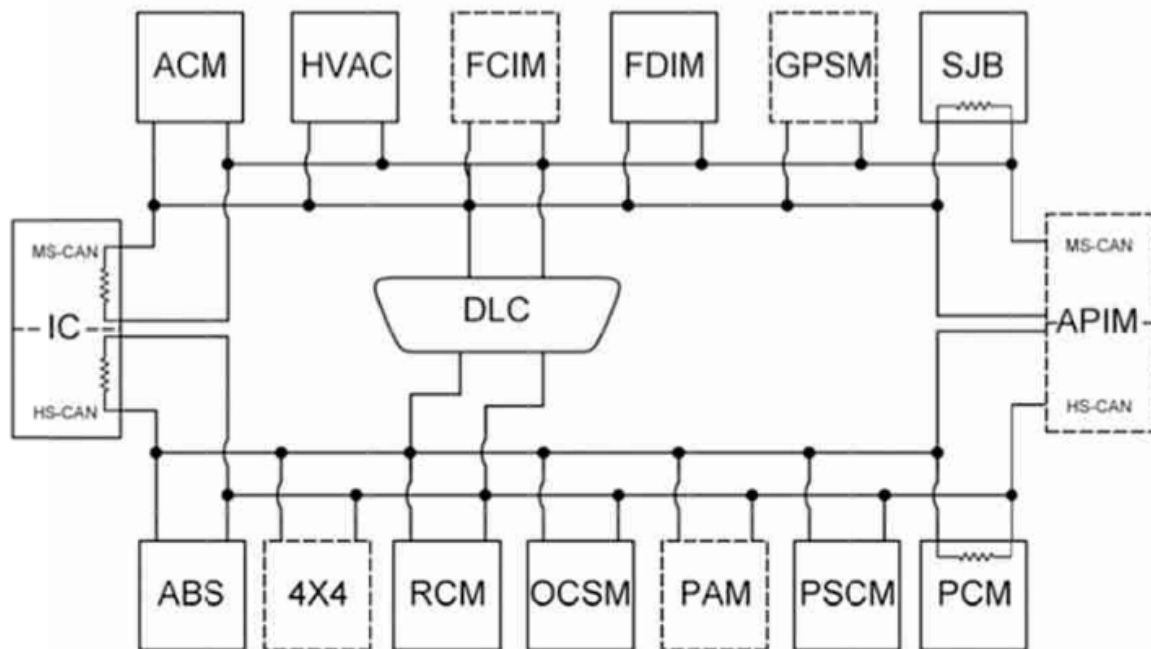 ACM HVAC FCIM FDIM GPSM SJB
MS-CAN MS-CAN
DLC
IC APIM
HS-CAN HS-CAN
ABS 4X4 RCM OCSM PAM PSCM PCM